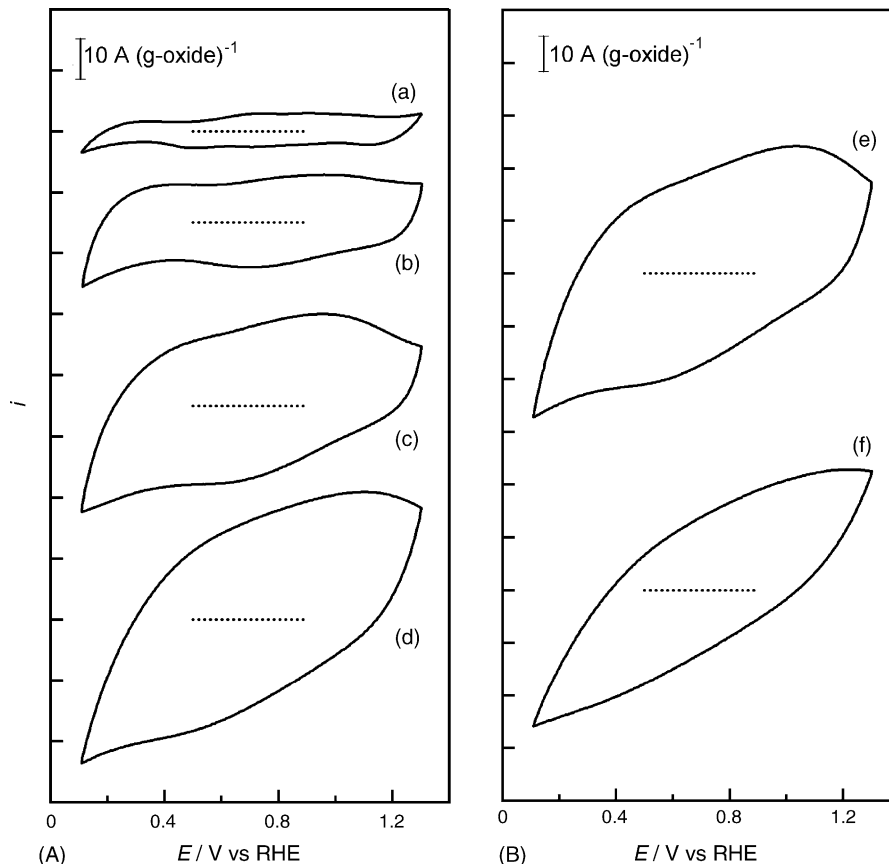 10 A (g-oxide)⁻¹
(a)
(b)
(c)
(d)
i
0 0.4 0.8 1.2
(A) E / V vs RHE
10 A (g-oxide)⁻¹
(e)
(f)
0 0.4 0.8 1.2
(B) E / V vs RHE